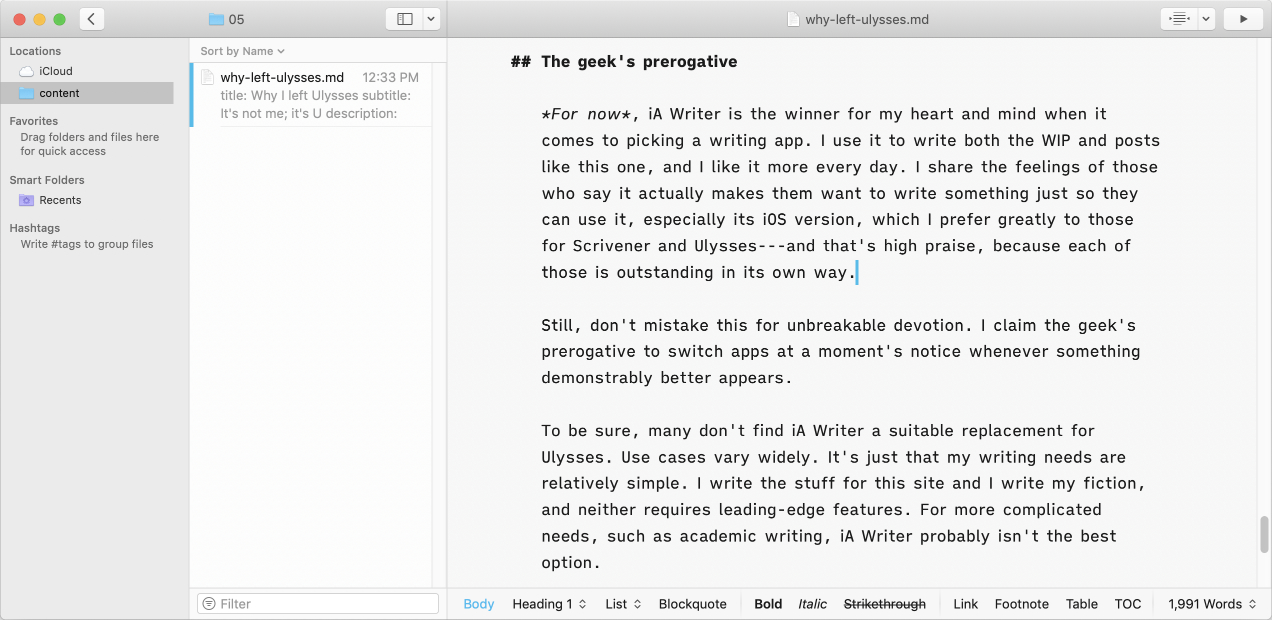 05
why-left-ulysses.md
Locations
iCloud
content
Favorites
Drag folders and files here
for quick access
Smart Folders
Recents
Hashtags
Write #tags to group files
Sort by Name
why-left-ulysses.md 12:33 PM
title: Why I left Ulysses subtitle:
It's not me; it's U description:
Filter
## The geek's prerogative
*For now*, iA Writer is the winner for my heart and mind when it
comes to picking a writing app. I use it to write both the WIP and posts
like this one, and I like it more every day. I share the feelings of those
who say it actually makes them want to write something just so they
can use it, especially its iOS version, which I prefer greatly to those
for Scrivener and Ulysses---and that's high praise, because each of
those is outstanding in its own way.
Still, don't mistake this for unbreakable devotion. I claim the geek's
prerogative to switch apps at a moment's notice whenever something
demonstrably better appears.
To be sure, many don't find iA Writer a suitable replacement for
Ulysses. Use cases vary widely. It's just that my writing needs are
relatively simple. I write the stuff for this site and I write my fiction,
and neither requires leading-edge features. For more complicated
needs, such as academic writing, iA Writer probably isn't the best
option.
Body Heading 1 List Blockquote Bold Italic Strikethrough Link Footnote Table TOC 1,991 Words